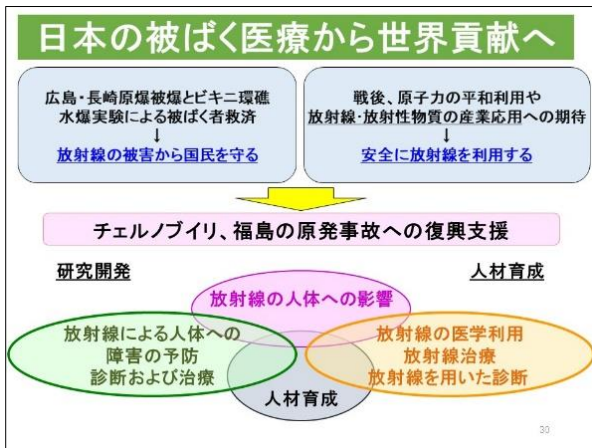 日本の被ばく医療から世界貢献へ
広島・長崎原爆被爆とビキニ環礁
水爆実験による被ばく者救済
↓
放射線の被害から国民を守る
戦後、原子力の平和利用や
放射線・放射性物質の産業応用への期待
↓
安全に放射線を利用する
チェルノブイリ、福島の原発事故への復興支援
研究開発
人材育成
放射線の人体への影響
放射線による人体への
障害の予防
診断および治療
放射線の医学利用
放射線治療
放射線を用いた診断
人材育成
30